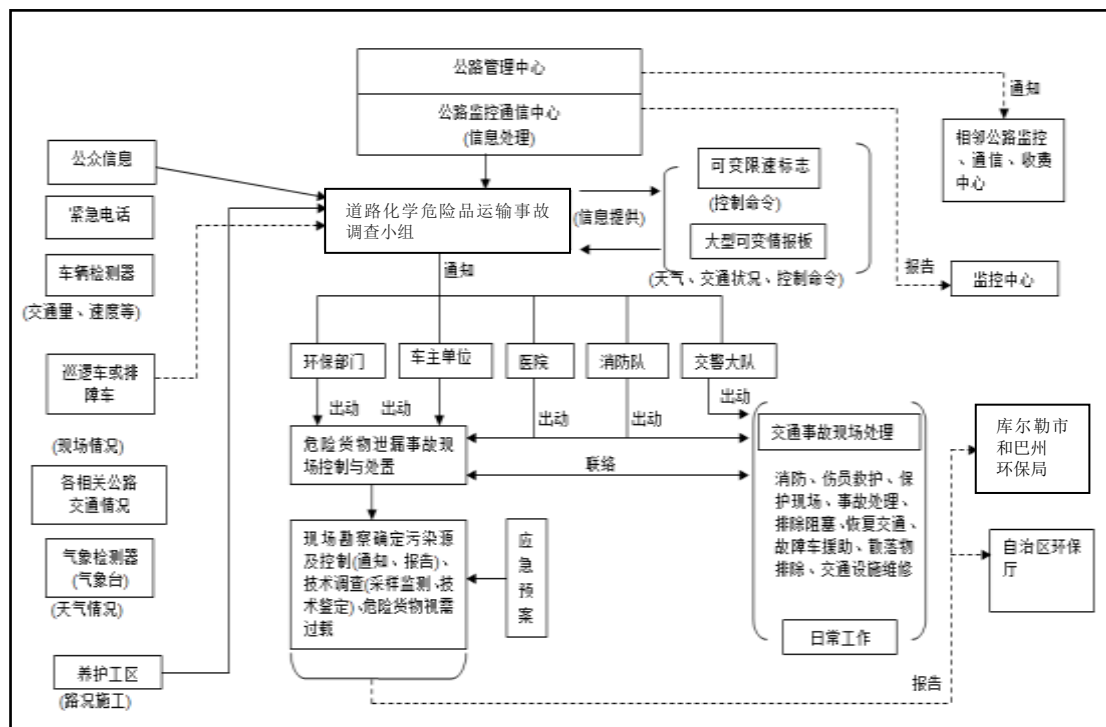 公路管理中心
公路监控通信中心
(信息处理)
通知
相邻公路监控
、通信、收费
中心
公众信息
紧急电话
车辆检测器
(交通量、速度等)
巡逻车或排
障车
(现场情况)
各相关公路
交通情况
气象检测器
(气象台)
(天气情况)
养护工区
(路况施工)
道路化学危险品运输事故
调查小组
(信息提供)
可变限速标志
(控制命令)
大型可变情报板
(天气、交通状况、控制命令)
报告
监控中心
通知
环保部门
车主单位
医院
消防队
交警大队
出动
出动
出动
出动
出动
危险货物泄漏事故现
场控制与处置
联络
交通事故现场处理
消防、伤员救护、保
护现场、事故处理、
排除阻塞、恢复交通、
故障车援助、散落物
排除、交通设施维修
日常工作
库尔勒市
和巴州
环保局
自治区环保
厅
现场勘察确定污染源
及控制(通知、报告)、
技术调查(采样监测、技
术鉴定)、危险货物视需
过载
应
急
预
案
报告